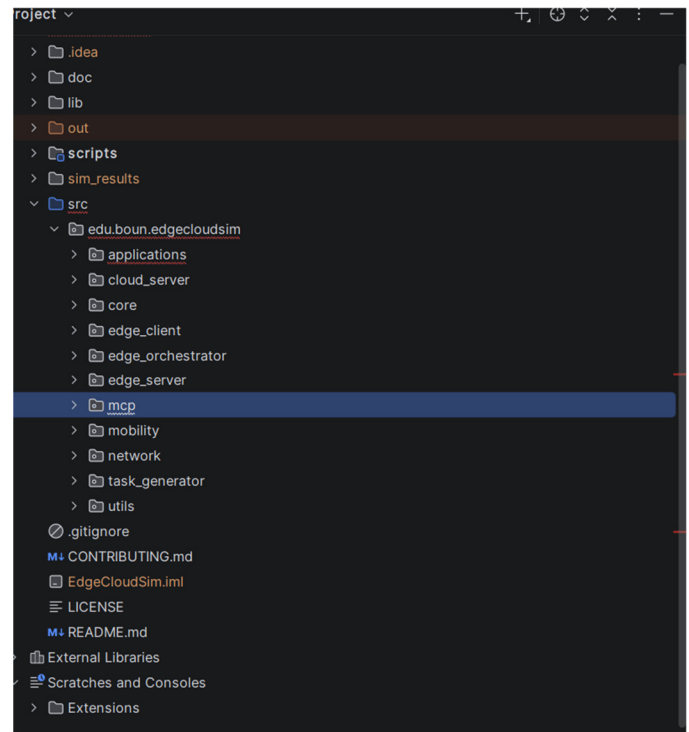 roject
.idea
doc
lib
out
scripts
sim_results
src
edu.boun.edgecloudsim
applications
cloud_server
core
edge_client
edge_orchestrator
edge_server
mcp
mobility
network
task_generator
utils
.gitignore
M↓ CONTRIBUTING.md
EdgeCloudSim.iml
LICENSE
M↓ README.md
External Libraries
Scratches and Consoles
Extensions